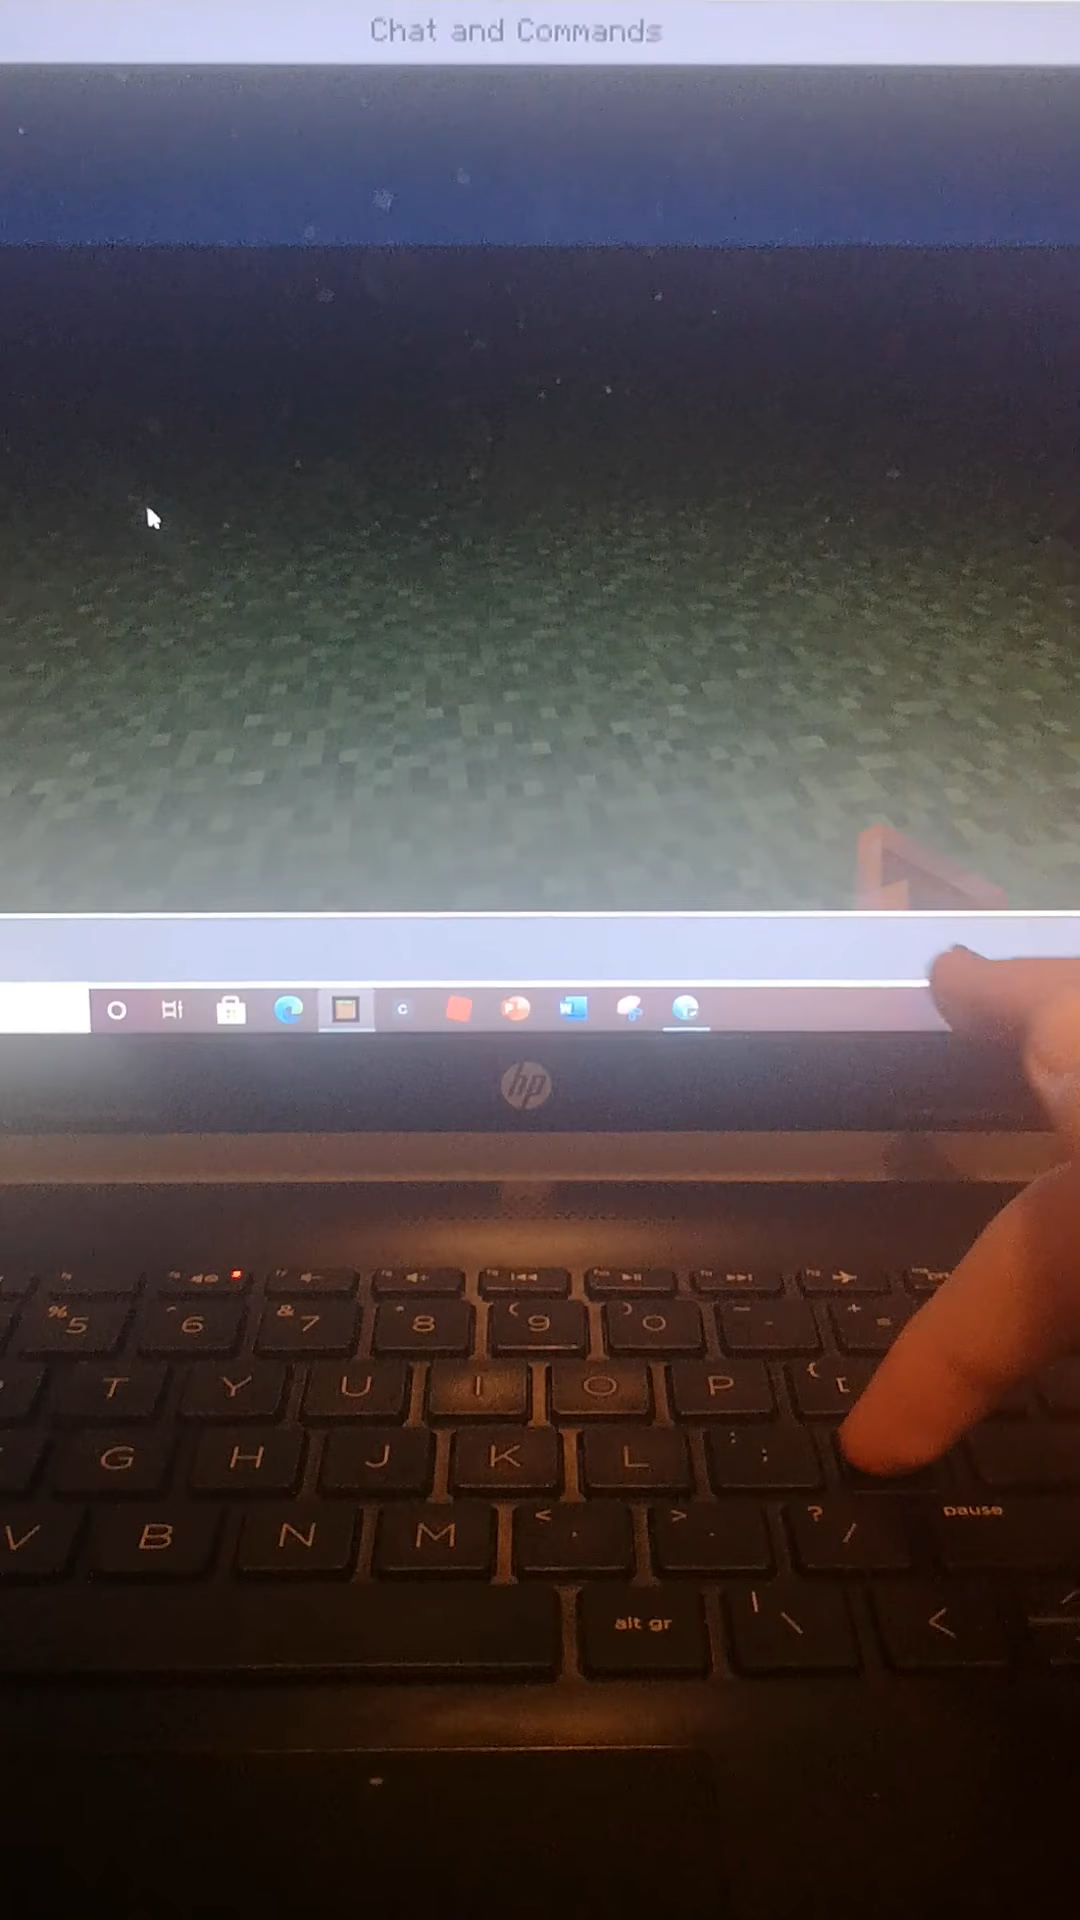 Chat and Commands
hp
% 5 ^ 6 & 7 * 8 ( 9 ) 0 _ - + =
T Y U I O P { [
G H J K L : ;
V B N M < , > . ? / pause
alt gr | \ <